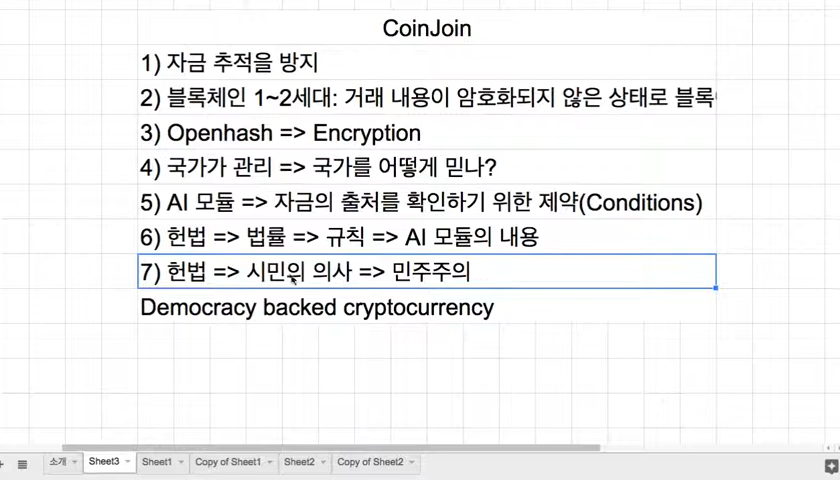 CoinJoin
1) 자금 추적을 방지
2) 블록체인 1~2세대: 거래 내용이 암호화되지 않은 상태로 블록
3) Openhash => Encryption
4) 국가가 관리 => 국가를 어떻게 믿나?
5) AI 모듈 => 자금의 출처를 확인하기 위한 제약(Conditions)
6) 헌법 => 법률 => 규칙 => AI 모듈의 내용
7) 헌법 => 시민의 의사 => 민주주의
Democracy backed cryptocurrency
소개 Sheet3 Sheet1 Copy of Sheet1 Sheet2 Copy of Sheet2